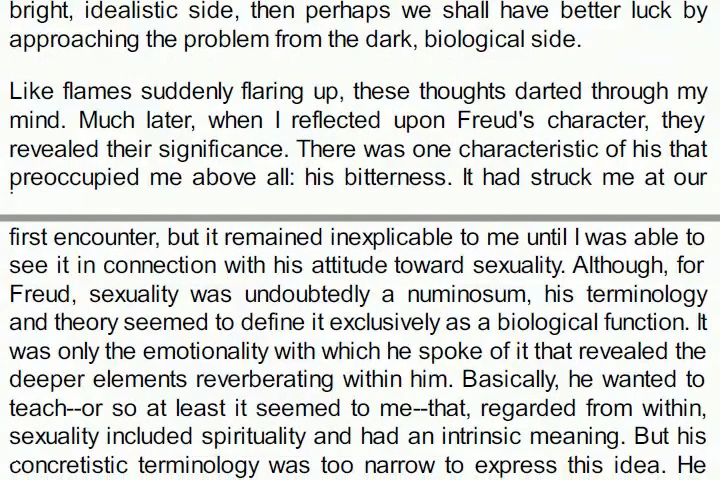 bright, idealistic side, then perhaps we shall have better luck by
approaching the problem from the dark, biological side.
Like flames suddenly flaring up, these thoughts darted through my
mind. Much later, when I reflected upon Freud's character, they
revealed their significance. There was one characteristic of his that
preoccupied me above all: his bitterness. It had struck me at our
first encounter, but it remained inexplicable to me until I was able to
see it in connection with his attitude toward sexuality. Although, for
Freud, sexuality was undoubtedly a numinosum, his terminology
and theory seemed to define it exclusively as a biological function. It
was only the emotionality with which he spoke of it that revealed the
deeper elements reverberating within him. Basically, he wanted to
teach--or so at least it seemed to me--that, regarded from within,
sexuality included spirituality and had an intrinsic meaning. But his
concretistic terminology was too narrow to express this idea. He